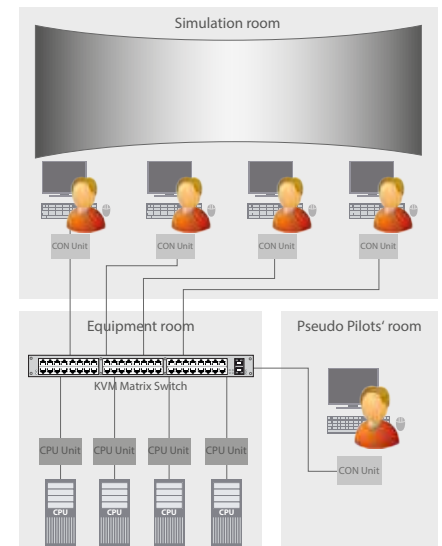 Simulation room
CON Unit
CON Unit
CON Unit
CON Unit
Equipment room
Pseudo Pilots' room
KVM Matrix Switch
CPU Unit
CPU Unit
CPU Unit
CPU Unit
CON Unit
CPU
CPU
CPU
CPU